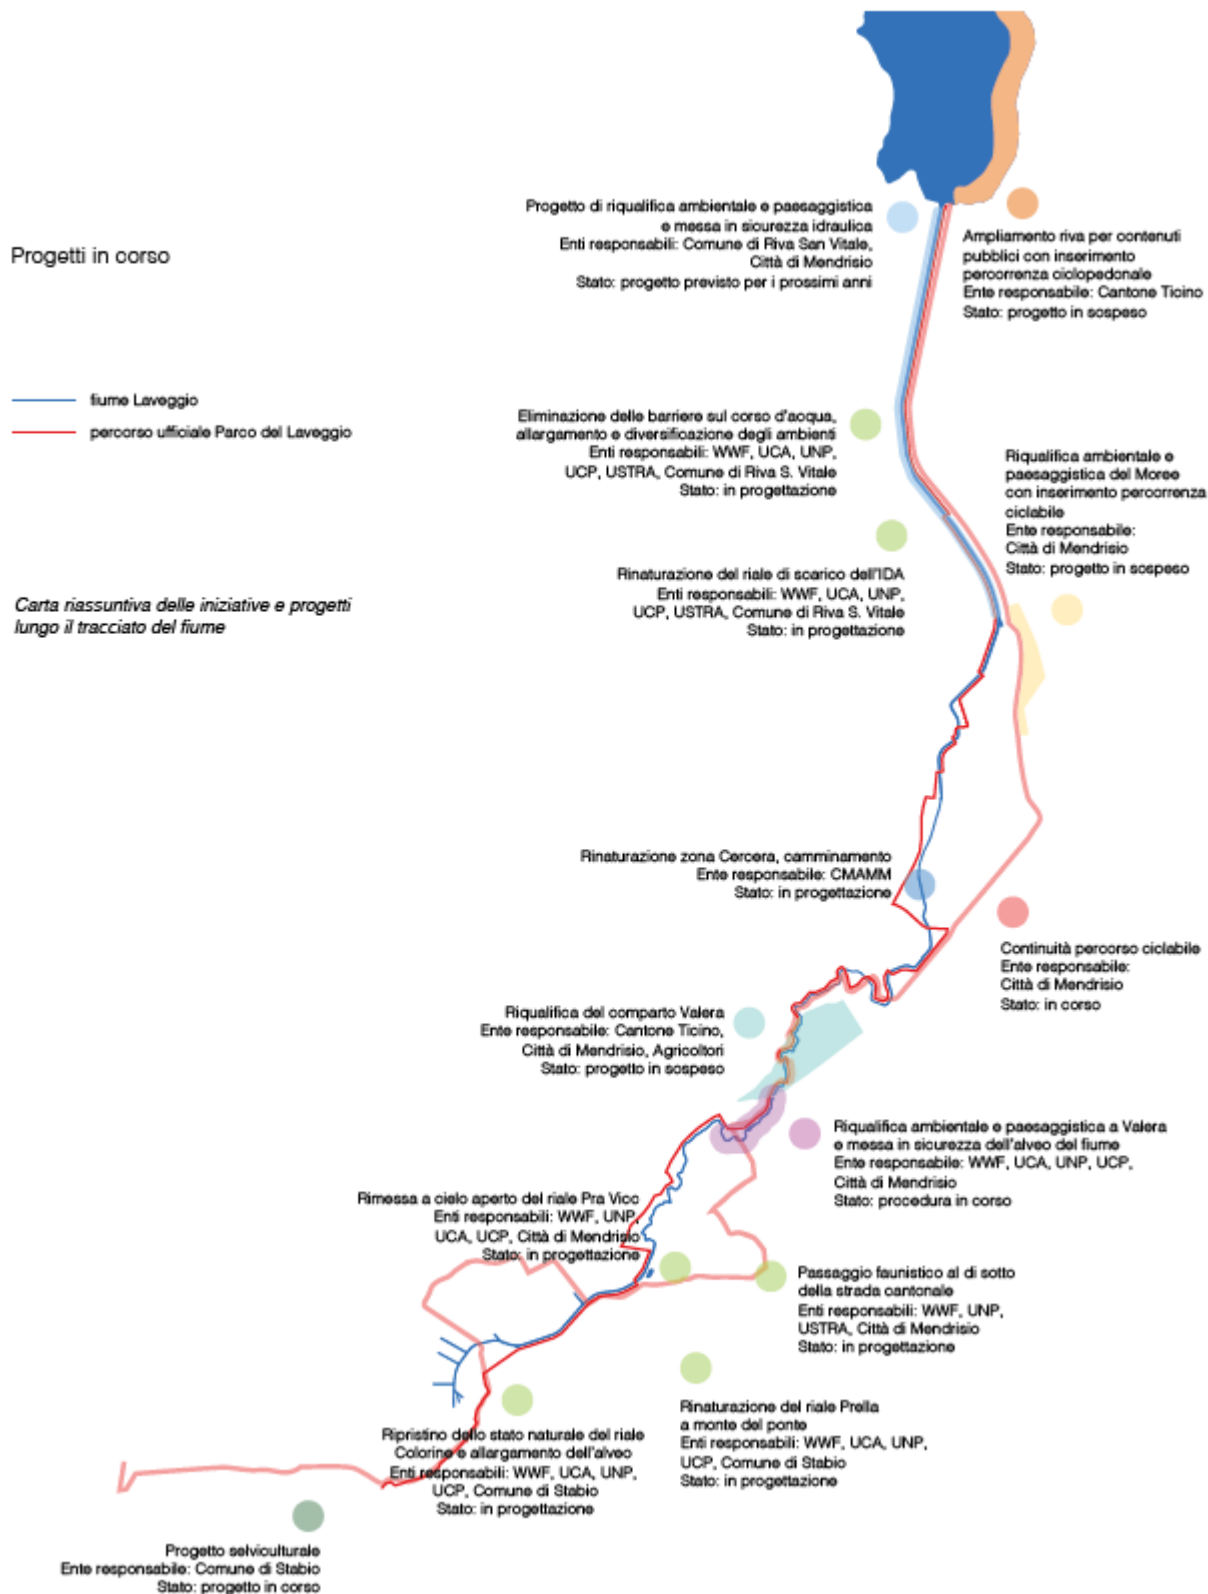 Progetto di riqualifica ambientale e paesaggistica
e messa in sicurezza idraulica
Enti responsabili: Comune di Riva San Vitale,
Città di Mendrisio
Stato: progetto previsto per i prossimi anni
Ampliamento riva per contenuti
pubblici con inserimento
percorrenza ciclopedonale
Ente responsabile: Cantone Ticino
Stato: progetto in sospeso
Progetti in corso
fiume Laveggio
percorso ufficiale Parco del Laveggio
Eliminazione delle barriere sul corso d'acqua,
allargamento e diversificazione degli ambienti
Enti responsabili: WWF, UCA, UNP,
UCP, USTRA, Comune di Riva S. Vitale
Stato: in progettazione
Riqualifica ambientale e
paesaggistica del Moree
con inserimento percorrenza
ciclabile
Ente responsabile:
Città di Mendrisio
Stato: progetto in sospeso
Rinaturazione del riale di scarico dell'IDA
Enti responsabili: WWF, UCA, UNP,
UCP, USTRA, Comune di Riva S. Vitale
Stato: in progettazione
Carta riassuntiva delle iniziative e progetti
lungo il tracciato del fiume
Rinaturazione zona Cercera, camminamento
Ente responsabile: CMAMM
Stato: in progettazione
Continuità percorso ciclabile
Ente responsabile:
Città di Mendrisio
Stato: in corso
Riqualifica del comparto Valera
Ente responsabile: Cantone Ticino,
Città di Mendrisio, Agricoltori
Stato: progetto in sospeso
Riqualifica ambientale e paesaggistica a Valera
e messa in sicurezza dell'alveo del fiume
Ente responsabile: WWF, UCA, UNP, UCP,
Città di Mendrisio
Stato: procedura in corso
Rimessa a cielo aperto del riale Pra Vicc
Enti responsabili: WWF, UNP,
UCA, UCP, Città di Mendrisio
Stato: in progettazione
Passaggio faunistico al di sotto
della strada cantonale
Enti responsabili: WWF, UNP,
USTRA, Città di Mendrisio
Stato: in progettazione
Rinaturazione del riale Prella
a monte del ponte
Enti responsabili: WWF, UCA, UNP,
UCP, Comune di Stabio
Stato: in progettazione
Ripristino dello stato naturale del riale
Colorino e allargamento dell'alveo
Enti responsabili: WWF, UCA, UNP,
UCP, Comune di Stabio
Stato: in progettazione
Progetto selviculturale
Ente responsabile: Comune di Stabio
Stato: progetto in corso